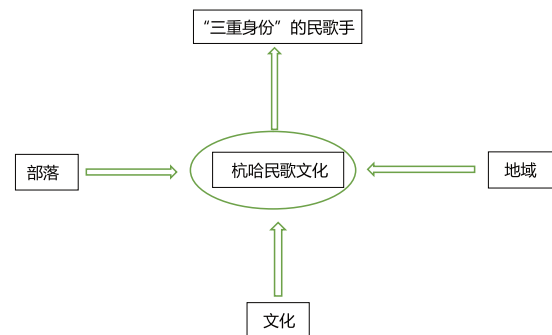 “三重身份”的民歌手
杭哈民歌文化
部落
地域
文化